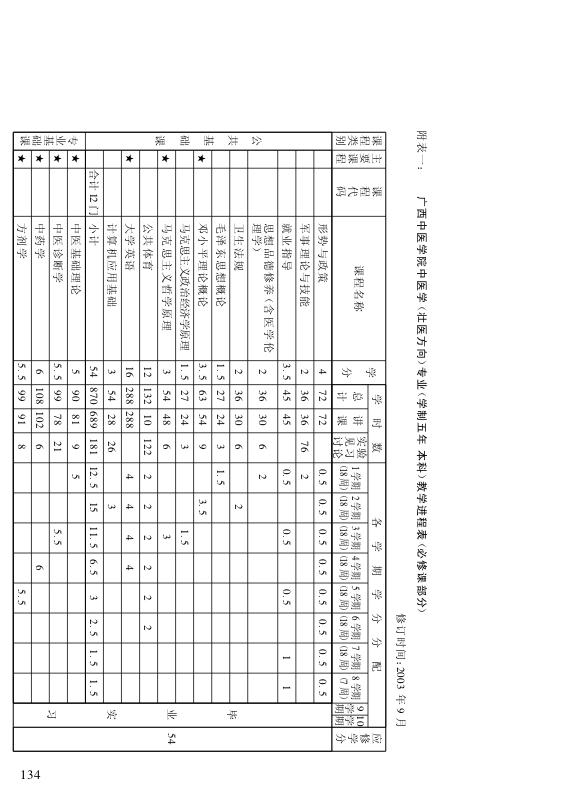 附表一： 广西中医学院中医学（壮医方向）专业（学制五年 本科）教学进程表（必修课部分）
修订时间：2003 年 9 月
课程类别 主要课程 课程代码 课程名称 学分 学时数 各学期学分分配 应修学分
总计 讲课 实验见习讨论 1学期(18周) 2学期(18周) 3学期(18周) 4学期(18周) 5学期(18周) 6学期(18周) 7学期(18周) 8学期(7周) 9学期 10学期
公共基础课
形势与政策 4 72 72 0.5 0.5 0.5 0.5 0.5 0.5 0.5 0.5
军事理论与技能 2 36 36 76 2
就业指导 3.5 45 45 0.5 0.5 0.5 1 1
思想品德修养（含医学伦理学） 2 36 30 6 2
卫生法规 2 36 30 6 2
毛泽东思想概论 1.5 27 24 3 1.5
★ 邓小平理论概论 3.5 63 54 9 3.5
马克思主义政治经济学原理 1.5 27 24 3 1.5
★ 马克思主义哲学原理 3 54 48 6 3
公共体育 12 132 10 122 2 2 2 2 2 2
★ 大学英语 16 288 288 4 4 4 4
计算机应用基础 3 54 28 26 3
合计12门 小计 54 870 689 181 12.5 15 11.5 6.5 3 2.5 1.5 1.5
专业基础课
★ 中医基础理论 5 90 81 9 5
★ 中医诊断学 5.5 99 78 21 5.5
★ 中药学 6 108 102 6 6
★ 方剂学 5.5 99 91 8 5.5
毕业实习
54
134